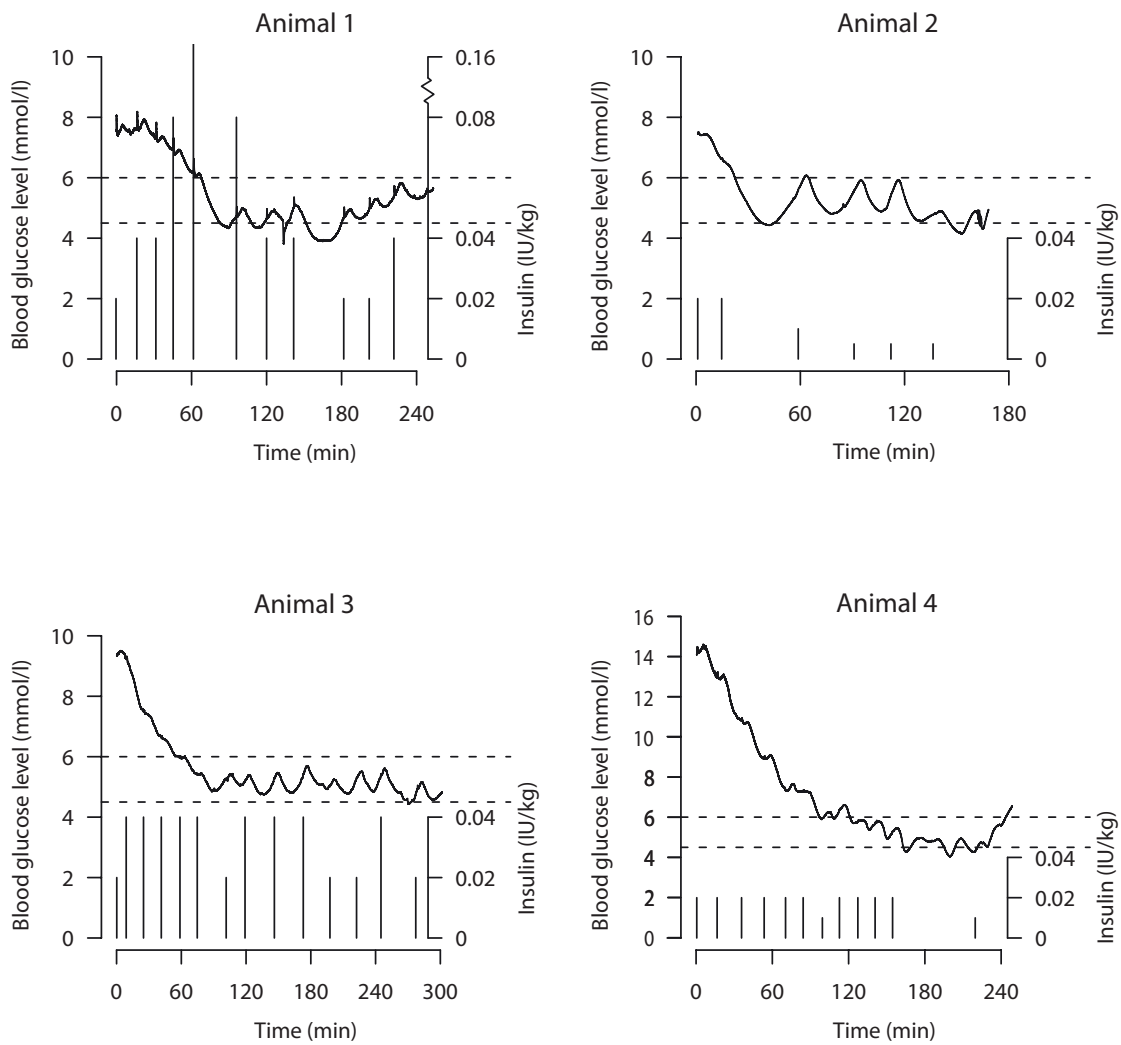 Animal 1
Blood glucose level (mmol/l)
10
8
6
4
2
0
0.16
0.08
0.04
0.02
0
Insulin (IU/kg)
0 60 120 180 240
Time (min)
Animal 2
Blood glucose level (mmol/l)
10
8
6
4
2
0
0.04
0.02
0
Insulin (IU/kg)
0 60 120 180
Time (min)
Animal 3
Blood glucose level (mmol/l)
10
8
6
4
2
0
0.04
0.02
0
Insulin (IU/kg)
0 60 120 180 240 300
Time (min)
Animal 4
Blood glucose level (mmol/l)
16
14
12
10
8
6
4
2
0
0.04
0.02
0
Insulin (IU/kg)
0 60 120 180 240
Time (min)